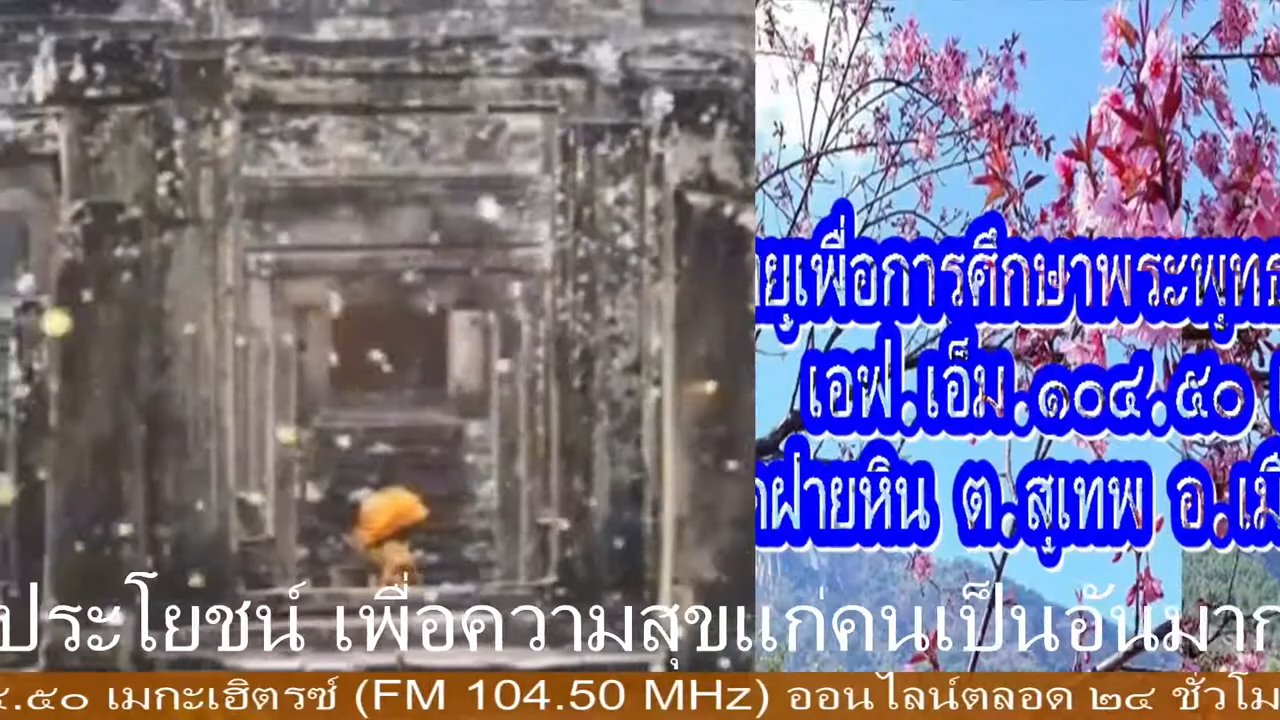 ยุเพื่อการศึกษาพระพุทธ
เอฟ.เอ็ม.๑๐๔.๕๐
ฝายหิน ต.สุเทพ อ.เมื
ประโยชน์ เพื่อความสุขแก่คนเป็นอันมาก
๔.๕๐ เมกะเฮิตรซ์ (FM 104.50 MHz) ออนไลน์ตลอด ๒๔ ชั่วโม